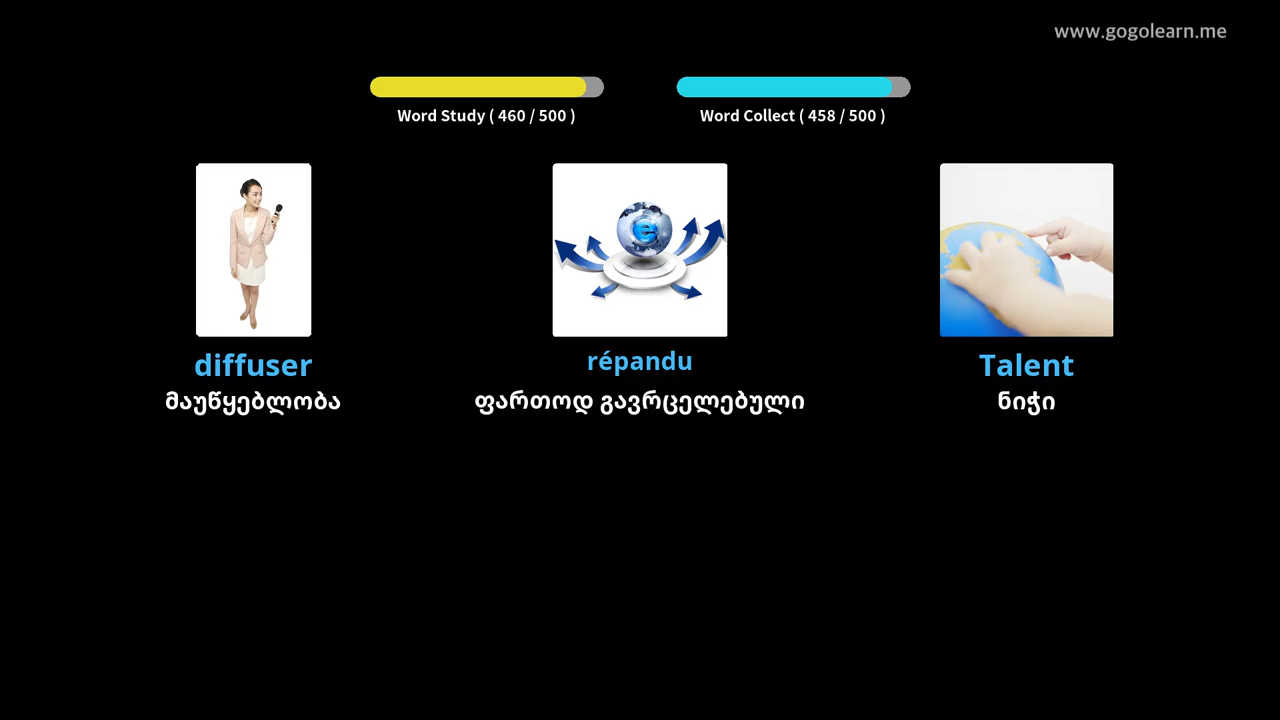 www.gogolearn.me
Word Study ( 460 / 500 )
Word Collect ( 458 / 500 )
diffuser
მაუწყებლობა
répandu
ფართოდ გავრცელებული
Talent
ნიჭი